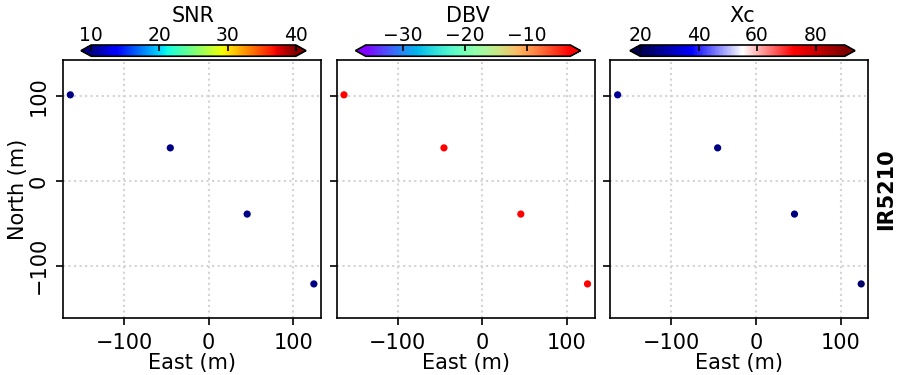 SNR DBV Xc
10 20 30 40 −30 −20 −10 20 40 60 80
100
0
−100
North (m)
IR5210
−100 0 100 −100 0 100 −100 0 100
East (m) East (m) East (m)